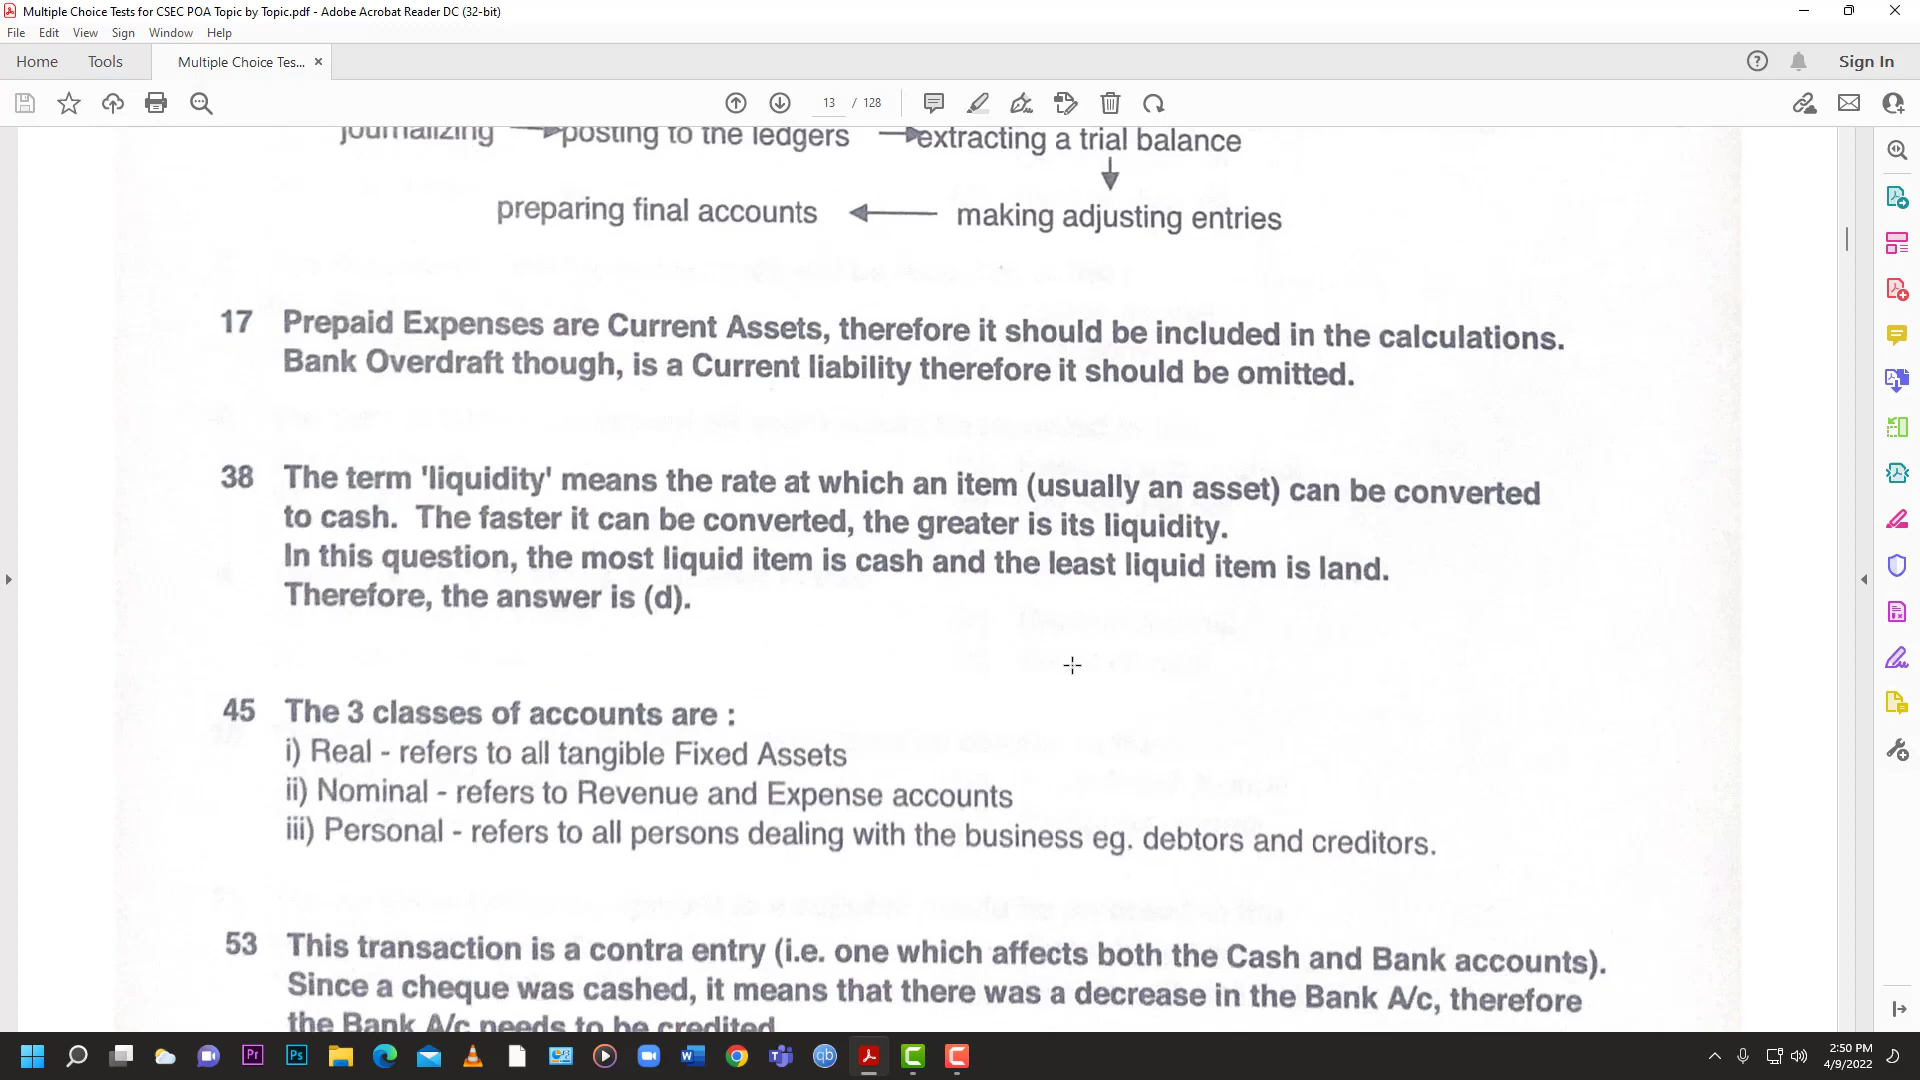 Multiple Choice Tests for CSEC POA Topic by Topic.pdf - Adobe Acrobat Reader DC (32-bit)
File Edit View Sign Window Help
Home Tools Multiple Choice Tes... × Sign In
13 / 128
journalizing posting to the ledgers extracting a trial balance
preparing final accounts making adjusting entries
17 Prepaid Expenses are Current Assets, therefore it should be included in the calculations.
Bank Overdraft though, is a Current liability therefore it should be omitted.
38 The term 'liquidity' means the rate at which an item (usually an asset) can be converted
to cash. The faster it can be converted, the greater is its liquidity.
In this question, the most liquid item is cash and the least liquid item is land.
Therefore, the answer is (d).
45 The 3 classes of accounts are :
i) Real - refers to all tangible Fixed Assets
ii) Nominal - refers to Revenue and Expense accounts
iii) Personal - refers to all persons dealing with the business eg. debtors and creditors.
53 This transaction is a contra entry (i.e. one which affects both the Cash and Bank accounts).
Since a cheque was cashed, it means that there was a decrease in the Bank A/c, therefore
the Bank A/c needs to be credited
Pr Ps qb
2:50 PM
4/9/2022